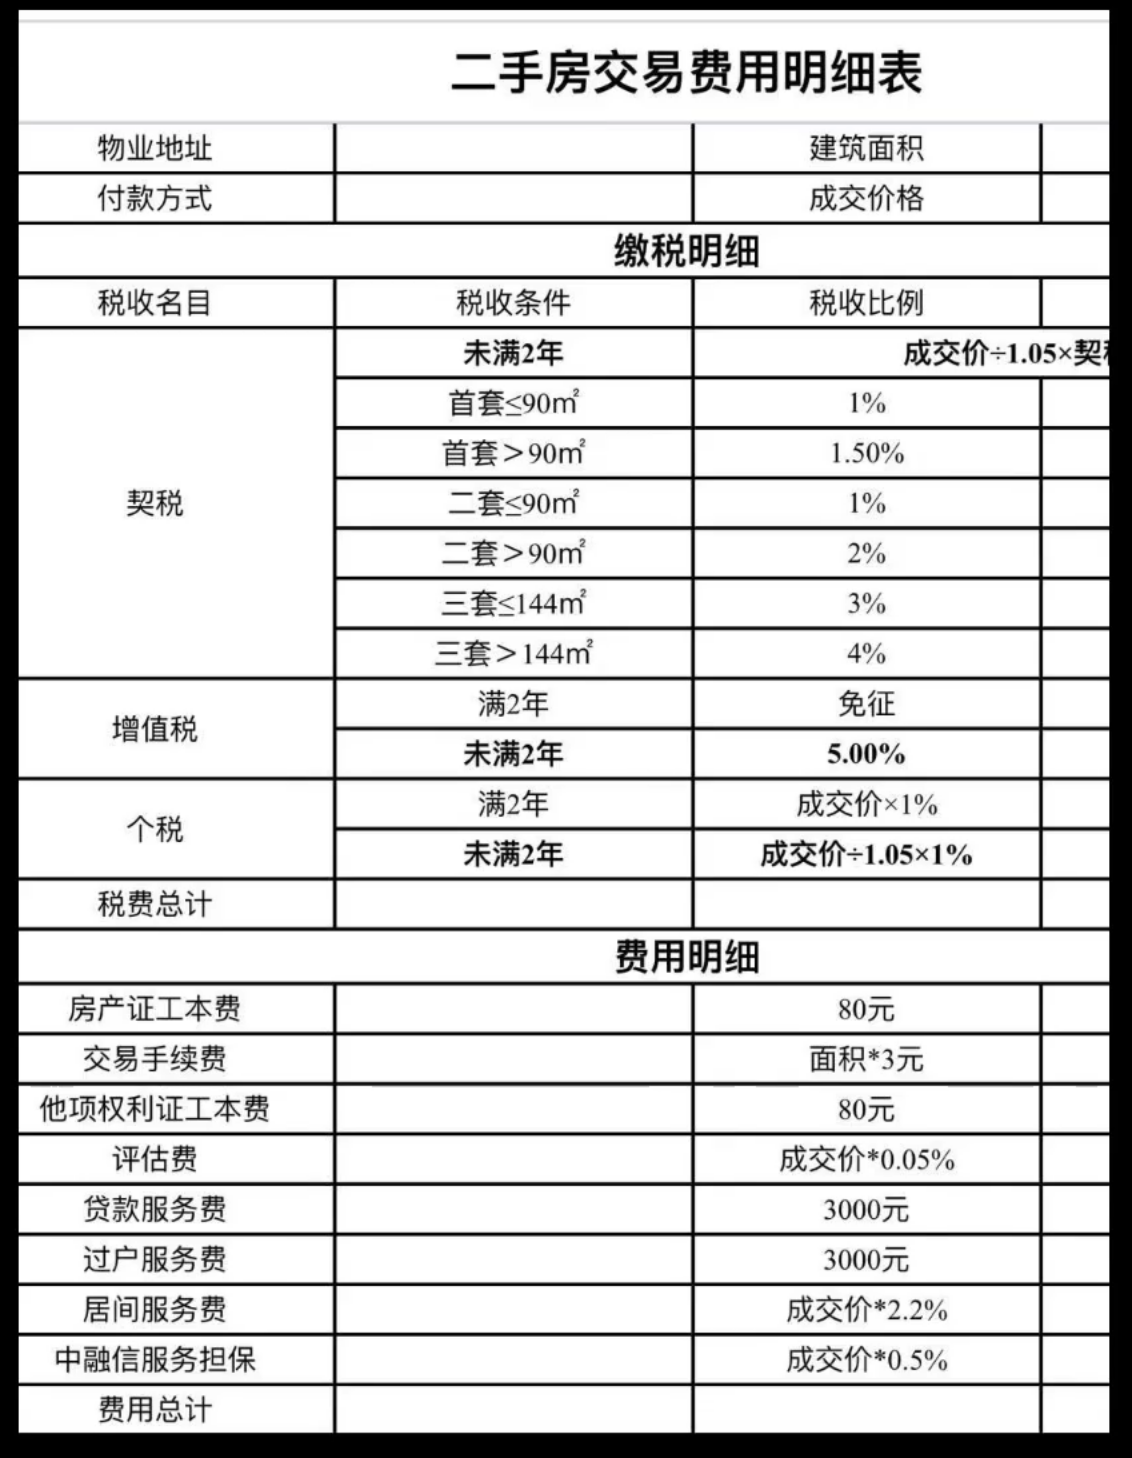 二手房交易费用明细表
物业地址 建筑面积
付款方式 成交价格
缴税明细
税收名目 税收条件 税收比例
契税 未满2年 成交价÷1.05×契
首套≤90㎡ 1%
首套＞90㎡ 1.50%
二套≤90㎡ 1%
二套＞90㎡ 2%
三套≤144㎡ 3%
三套＞144㎡ 4%
增值税 满2年 免征
未满2年 5.00%
个税 满2年 成交价×1%
未满2年 成交价÷1.05×1%
税费总计
费用明细
房产证工本费 80元
交易手续费 面积*3元
他项权利证工本费 80元
评估费 成交价*0.05%
贷款服务费 3000元
过户服务费 3000元
居间服务费 成交价*2.2%
中融信服务担保 成交价*0.5%
费用总计